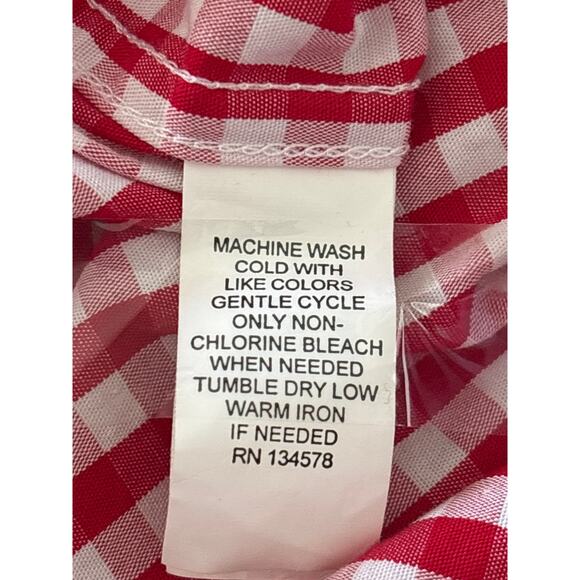 MACHINE WASH
COLD WITH
LIKE COLORS
GENTLE CYCLE
ONLY NON-
CHLORINE BLEACH
WHEN NEEDED
TUMBLE DRY LOW
WARM IRON
IF NEEDED
RN 134578